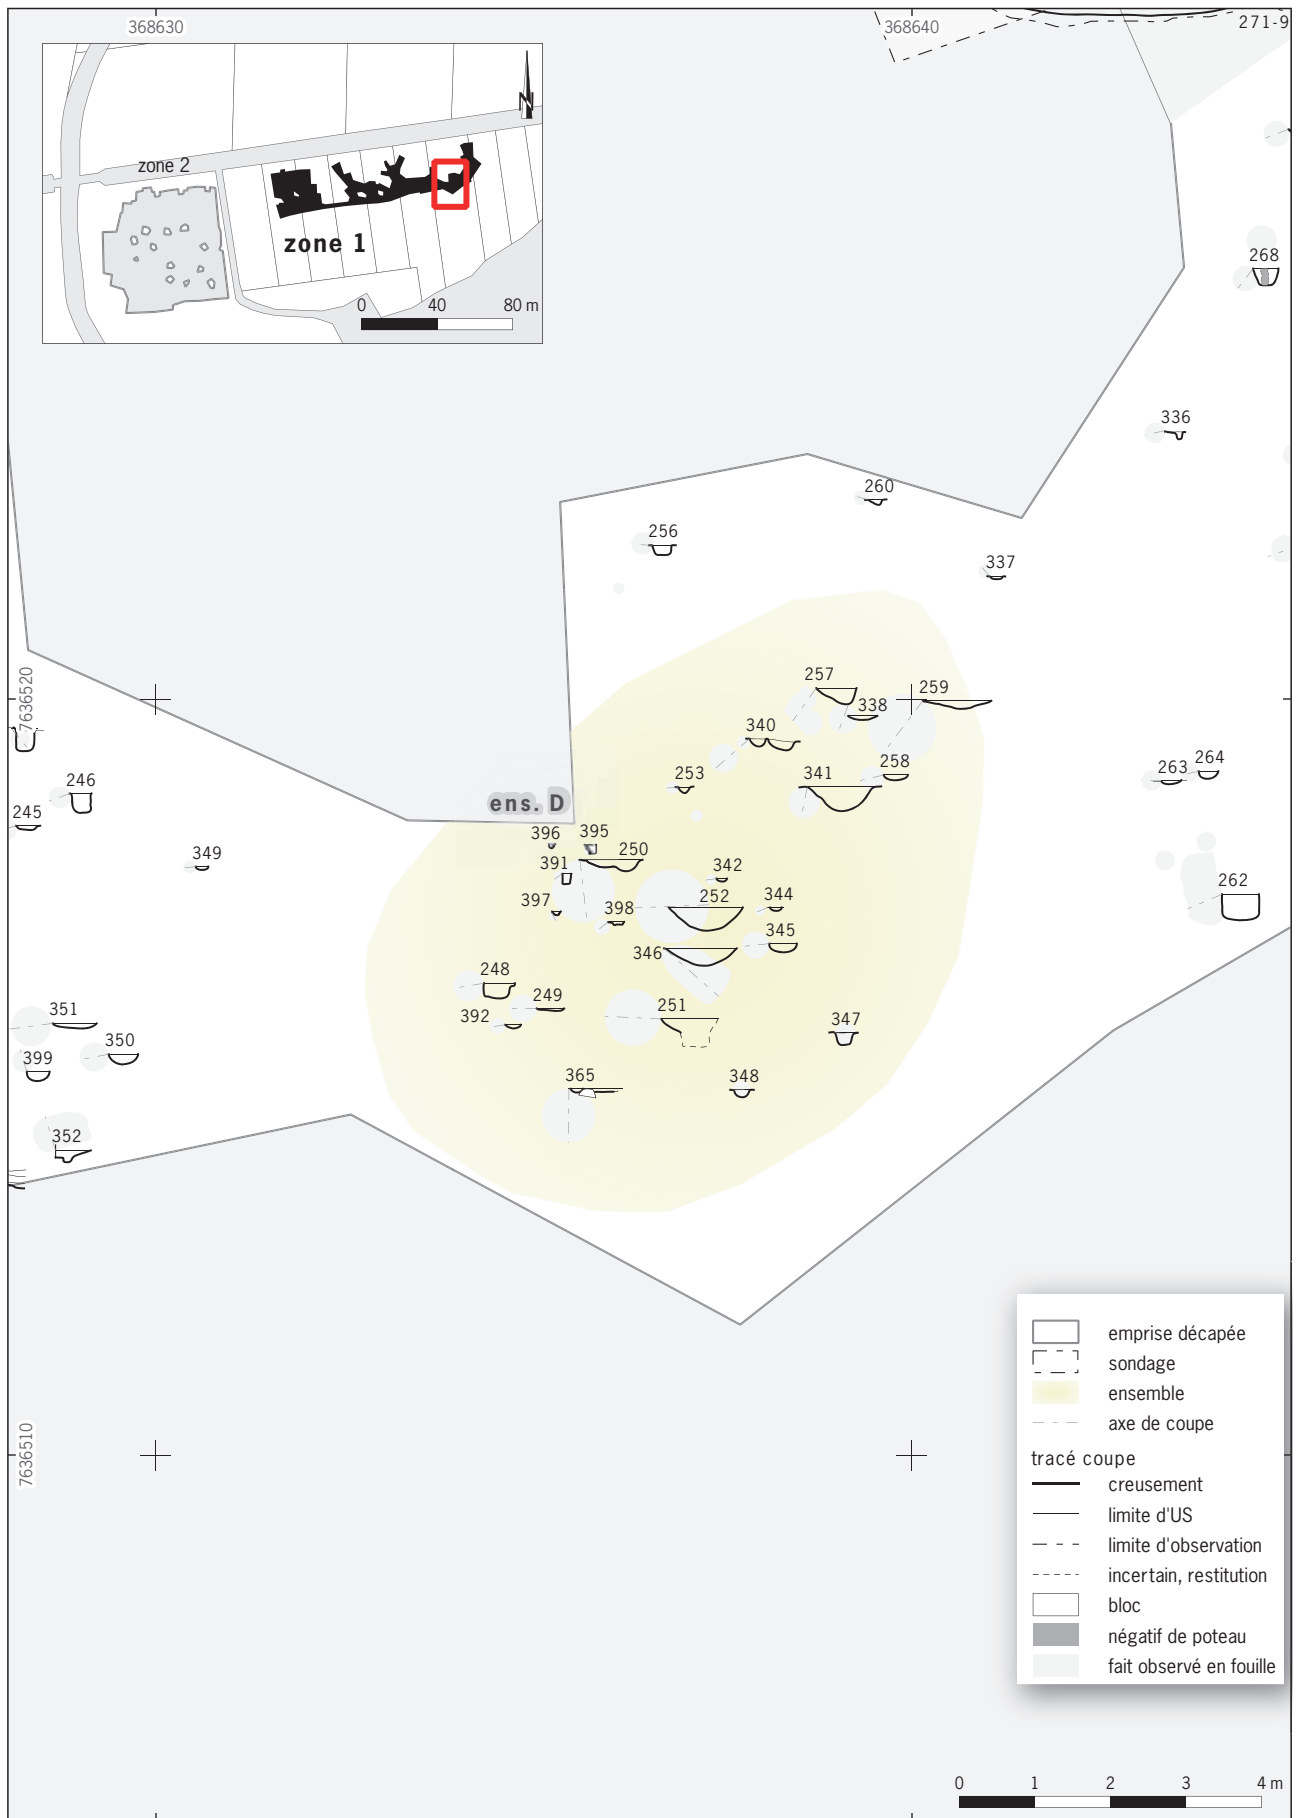 368630
368640
271-9
N
zone 2
zone 1
0 40 80 m
268
336
260
256
337
7636520
257
259
338
340
258
253
341
263
264
246
245
ens. D
396
395
349
250
391
342
262
397
398
252
344
345
346
248
249
251
392
351
347
350
399
365
348
352
emprise décapée
sondage
ensemble
axe de coupe
tracé coupe
creusement
limite d'US
limite d'observation
incertain, restitution
bloc
négatif de poteau
fait observé en fouille
7636510
0 1 2 3 4 m